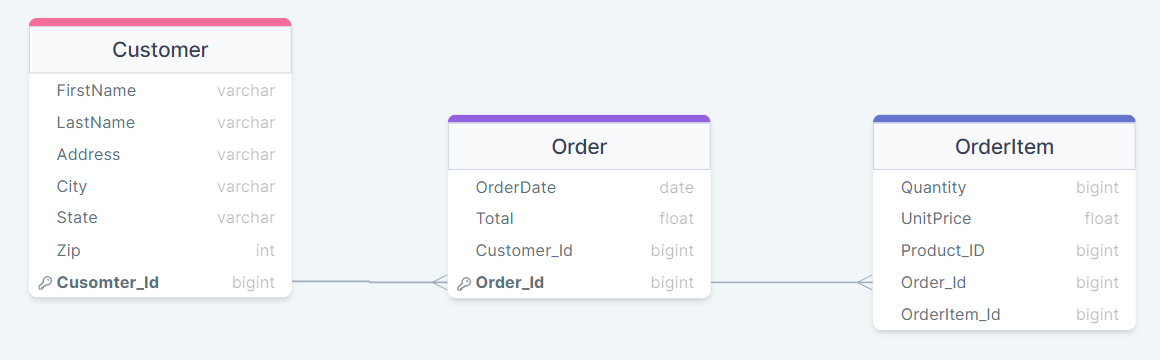 Customer
FirstName varchar
LastName varchar
Address varchar
City varchar
State varchar
Zip int
Cusomter_Id bigint
Order
OrderDate date
Total float
Customer_Id bigint
Order_Id bigint
OrderItem
Quantity bigint
UnitPrice float
Product_ID bigint
Order_Id bigint
OrderItem_Id bigint